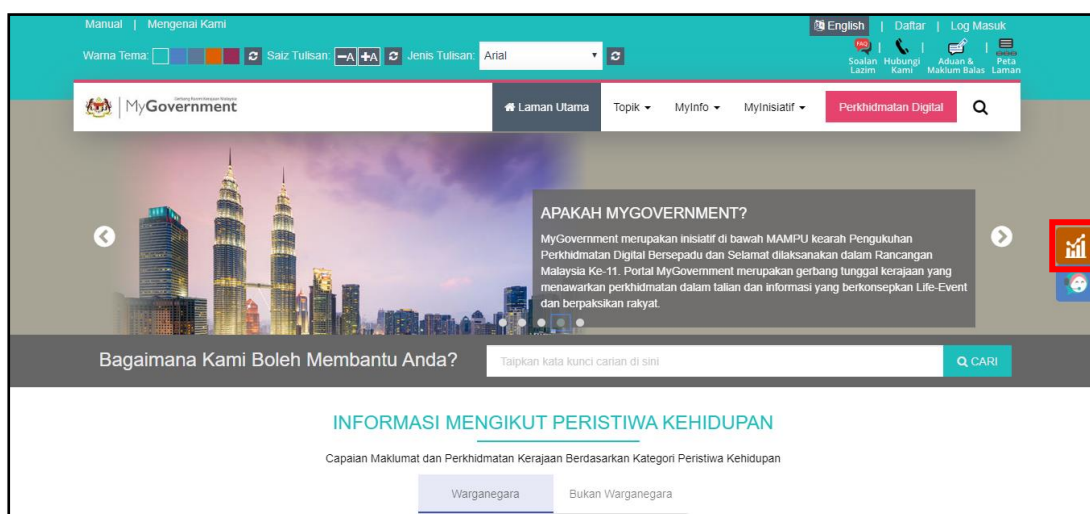 Manual | Mengenai Kami
English | Daftar | Log Masuk
Warna Tema: Saiz Tulisan: -A +A Jenis Tulisan: Arial
FAQ
Soalan Lazim | Hubungi Kami | Aduan & Maklum Balas | Peta Laman
MyGovernment
Laman Utama Topik MyInfo MyInisiatif Perkhidmatan Digital
APAKAH MYGOVERNMENT?
MyGovernment merupakan inisiatif di bawah MAMPU kearah Pengukuhan
Perkhidmatan Digital Bersepadu dan Selamat dilaksanakan dalam Rancangan
Malaysia Ke-11. Portal MyGovernment merupakan gerbang tunggal kerajaan yang
menawarkan perkhidmatan dalam talian dan informasi yang berkonsepkan Life-Event
dan berpaksikan rakyat.
Bagaimana Kami Boleh Membantu Anda? Taipkan kata kunci carian di sini CARI
INFORMASI MENGIKUT PERISTIWA KEHIDUPAN
Capaian Maklumat dan Perkhidmatan Kerajaan Berdasarkan Kategori Peristiwa Kehidupan
Warganegara Bukan Warganegara